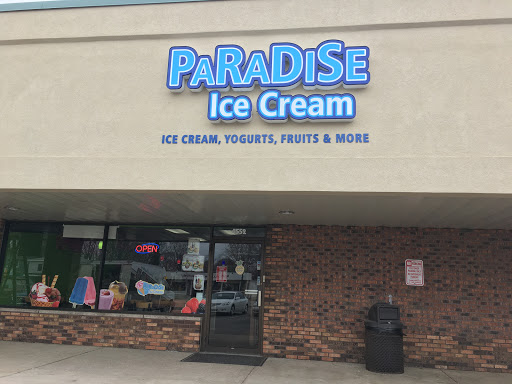 PARADISE
Ice Cream
ICE CREAM, YOGURTS, FRUITS & MORE
OPEN